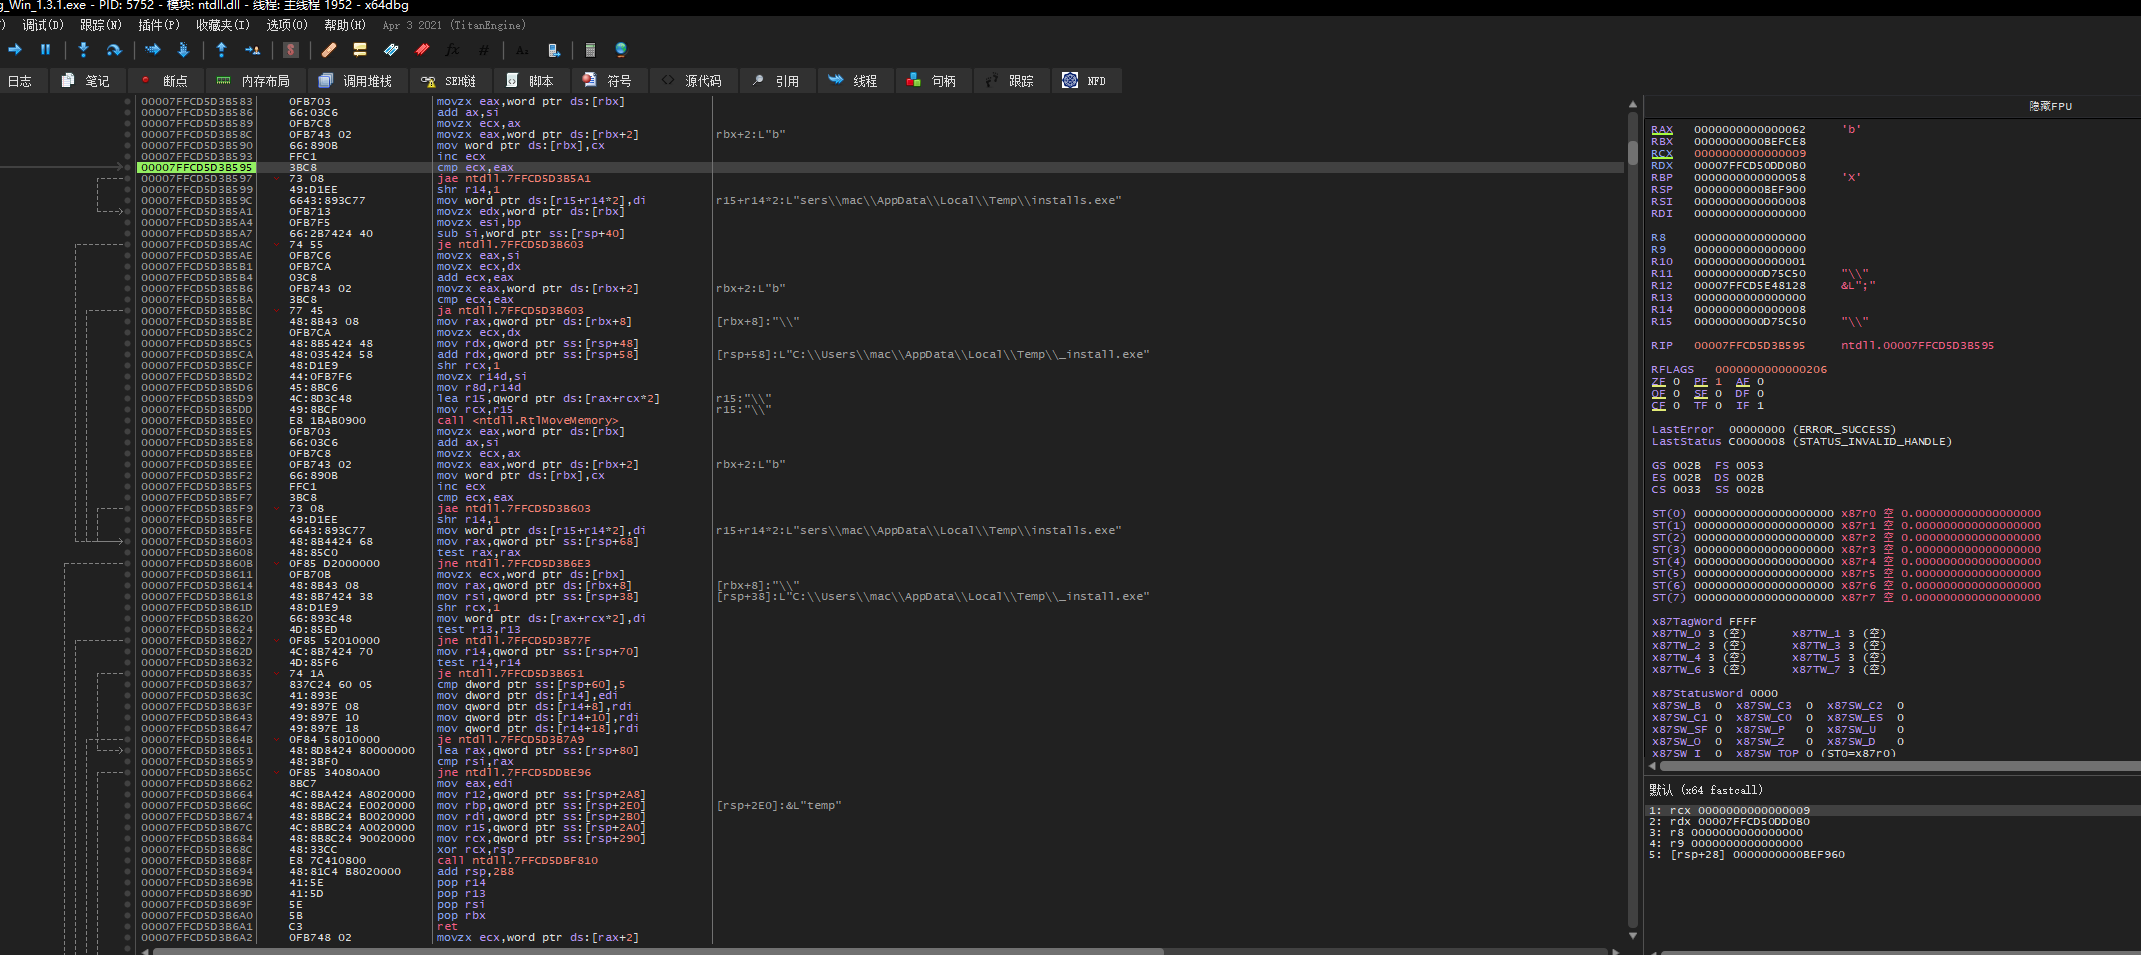 g_Win_1.3.1.exe - PID: 5752 - 模块: ntdll.dll - 线程: 主线程 1952 - x64dbg
) 调试(D) 跟踪(N) 插件(P) 收藏夹(I) 选项(O) 帮助(H) Apr 3 2021 (TitanEngine)
日志 笔记 断点 内存布局 调用堆栈 SEH链 脚本 符号 源代码 引用 线程 句柄 跟踪 NFD
00007FFCD5D3B583 0FB703 movzx eax,word ptr ds:[rbx]
00007FFCD5D3B586 66:03C6 add ax,si
00007FFCD5D3B589 0FB7C8 movzx ecx,ax
00007FFCD5D3B58C 0FB743 02 movzx eax,word ptr ds:[rbx+2] rbx+2:L"b"
00007FFCD5D3B590 66:890B mov word ptr ds:[rbx],cx
00007FFCD5D3B593 FFC1 inc ecx
00007FFCD5D3B595 3BC8 cmp ecx,eax
00007FFCD5D3B597 73 08 jae ntdll.7FFCD5D3B5A1
00007FFCD5D3B599 49:D1EE shr r14,1
00007FFCD5D3B59C 6643:893C77 mov word ptr ds:[r15+r14*2],di r15+r14*2:L"sers\\mac\\AppData\\Local\\Temp\\installs.exe"
00007FFCD5D3B5A1 0FB713 movzx edx,word ptr ds:[rbx]
00007FFCD5D3B5A4 0FB7F5 movzx esi,bp
00007FFCD5D3B5A7 66:2B7424 40 sub si,word ptr ss:[rsp+40]
00007FFCD5D3B5AC 74 55 je ntdll.7FFCD5D3B603
00007FFCD5D3B5AE 0FB7C6 movzx eax,si
00007FFCD5D3B5B1 0FB7CA movzx ecx,dx
00007FFCD5D3B5B4 03C8 add ecx,eax
00007FFCD5D3B5B6 0FB743 02 movzx eax,word ptr ds:[rbx+2] rbx+2:L"b"
00007FFCD5D3B5BA 3BC8 cmp ecx,eax
00007FFCD5D3B5BC 77 45 ja ntdll.7FFCD5D3B603
00007FFCD5D3B5BE 48:8B43 08 mov rax,qword ptr ds:[rbx+8] [rbx+8]:"\\"
00007FFCD5D3B5C2 0FB7CA movzx ecx,dx
00007FFCD5D3B5C5 48:8B5424 48 mov rdx,qword ptr ss:[rsp+48]
00007FFCD5D3B5CA 48:035424 58 add rdx,qword ptr ss:[rsp+58] [rsp+58]:L"C:\\Users\\mac\\AppData\\Local\\Temp\\_install.exe"
00007FFCD5D3B5CF 48:D1E9 shr rcx,1
00007FFCD5D3B5D2 44:0FB7F6 movzx r14d,si
00007FFCD5D3B5D6 45:8BC6 mov r8d,r14d
00007FFCD5D3B5D9 4C:8D3C48 lea r15,qword ptr ds:[rax+rcx*2] r15:"\\"
00007FFCD5D3B5DD 49:8BCF mov rcx,r15 r15:"\\"
00007FFCD5D3B5E0 E8 1BAB0900 call <ntdll.RtlMoveMemory>
00007FFCD5D3B5E5 0FB703 movzx eax,word ptr ds:[rbx]
00007FFCD5D3B5E8 66:03C6 add ax,si
00007FFCD5D3B5EB 0FB7C8 movzx ecx,ax
00007FFCD5D3B5EE 0FB743 02 movzx eax,word ptr ds:[rbx+2] rbx+2:L"b"
00007FFCD5D3B5F2 66:890B mov word ptr ds:[rbx],cx
00007FFCD5D3B5F5 FFC1 inc ecx
00007FFCD5D3B5F7 3BC8 cmp ecx,eax
00007FFCD5D3B5F9 73 08 jae ntdll.7FFCD5D3B603
00007FFCD5D3B5FB 49:D1EE shr r14,1
00007FFCD5D3B5FE 6643:893C77 mov word ptr ds:[r15+r14*2],di r15+r14*2:L"sers\\mac\\AppData\\Local\\Temp\\installs.exe"
00007FFCD5D3B603 48:8B4424 68 mov rax,qword ptr ss:[rsp+68]
00007FFCD5D3B608 48:85C0 test rax,rax
00007FFCD5D3B60B 0F85 D2000000 jne ntdll.7FFCD5D3B6E3
00007FFCD5D3B611 0FB70B movzx ecx,word ptr ds:[rbx]
00007FFCD5D3B614 48:8B43 08 mov rax,qword ptr ds:[rbx+8] [rbx+8]:"\\"
00007FFCD5D3B618 48:8B7424 38 mov rsi,qword ptr ss:[rsp+38] [rsp+38]:L"C:\\Users\\mac\\AppData\\Local\\Temp\\_install.exe"
00007FFCD5D3B61D 48:D1E9 shr rcx,1
00007FFCD5D3B620 66:893C48 mov word ptr ds:[rax+rcx*2],di
00007FFCD5D3B624 4D:85ED test r13,r13
00007FFCD5D3B627 0F85 52010000 jne ntdll.7FFCD5D3B77F
00007FFCD5D3B62D 4C:8B7424 70 mov r14,qword ptr ss:[rsp+70]
00007FFCD5D3B632 4D:85F6 test r14,r14
00007FFCD5D3B635 74 1A je ntdll.7FFCD5D3B651
00007FFCD5D3B637 837C24 60 05 cmp dword ptr ss:[rsp+60],5
00007FFCD5D3B63C 41:893E mov dword ptr ds:[r14],edi
00007FFCD5D3B63F 49:897E 08 mov qword ptr ds:[r14+8],rdi
00007FFCD5D3B643 49:897E 10 mov qword ptr ds:[r14+10],rdi
00007FFCD5D3B647 49:897E 18 mov qword ptr ds:[r14+18],rdi
00007FFCD5D3B64B 0F84 58010000 je ntdll.7FFCD5D3B7A9
00007FFCD5D3B651 48:8D8424 80000000 lea rax,qword ptr ss:[rsp+80]
00007FFCD5D3B659 48:3BF0 cmp rsi,rax
00007FFCD5D3B65C 0F85 34080A00 jne ntdll.7FFCD5DDBE96
00007FFCD5D3B662 8BC7 mov eax,edi
00007FFCD5D3B664 4C:8BA424 A8020000 mov r12,qword ptr ss:[rsp+2A8]
00007FFCD5D3B66C 48:8BAC24 E0020000 mov rbp,qword ptr ss:[rsp+2E0] [rsp+2E0]:&L"temp"
00007FFCD5D3B674 48:8BBC24 B0020000 mov rdi,qword ptr ss:[rsp+2B0]
00007FFCD5D3B67C 4C:8BBC24 A0020000 mov r15,qword ptr ss:[rsp+2A0]
00007FFCD5D3B684 48:8B8C24 90020000 mov rcx,qword ptr ss:[rsp+290]
00007FFCD5D3B68C 48:33CC xor rcx,rsp
00007FFCD5D3B68F E8 7C410800 call ntdll.7FFCD5DBF810
00007FFCD5D3B694 48:81C4 B8020000 add rsp,2B8
00007FFCD5D3B69B 41:5E pop r14
00007FFCD5D3B69D 41:5D pop r13
00007FFCD5D3B69F 5E pop rsi
00007FFCD5D3B6A0 5B pop rbx
00007FFCD5D3B6A1 C3 ret
00007FFCD5D3B6A2 0FB748 02 movzx ecx,word ptr ds:[rax+2]
隐藏FPU
RAX 0000000000000062 'b'
RBX 0000000000BEFCE8
RCX 0000000000000009
RDX 00007FFCD50DD0B0
RBP 0000000000000058 'X'
RSP 0000000000BEF900
RSI 0000000000000008
RDI 0000000000000000
R8 0000000000000000
R9 0000000000000000
R10 0000000000000001
R11 0000000000D75C50 "\\"
R12 00007FFCD5E48128 &L";"
R13 0000000000000000
R14 0000000000000008
R15 0000000000D75C50 "\\"
RIP 00007FFCD5D3B595 ntdll.00007FFCD5D3B595
RFLAGS 0000000000000206
ZF 0 PF 1 AF 0
OF 0 SF 0 DF 0
CF 0 TF 0 IF 1
LastError 00000000 (ERROR_SUCCESS)
LastStatus C0000008 (STATUS_INVALID_HANDLE)
GS 002B FS 0053
ES 002B DS 002B
CS 0033 SS 002B
ST(0) 00000000000000000000 x87r0 空 0.000000000000000000
ST(1) 00000000000000000000 x87r1 空 0.000000000000000000
ST(2) 00000000000000000000 x87r2 空 0.000000000000000000
ST(3) 00000000000000000000 x87r3 空 0.000000000000000000
ST(4) 00000000000000000000 x87r4 空 0.000000000000000000
ST(5) 00000000000000000000 x87r5 空 0.000000000000000000
ST(6) 00000000000000000000 x87r6 空 0.000000000000000000
ST(7) 00000000000000000000 x87r7 空 0.000000000000000000
x87TagWord FFFF
x87TW_0 3 (空) x87TW_1 3 (空)
x87TW_2 3 (空) x87TW_3 3 (空)
x87TW_4 3 (空) x87TW_5 3 (空)
x87TW_6 3 (空) x87TW_7 3 (空)
x87StatusWord 0000
x87SW_B 0 x87SW_C3 0 x87SW_C2 0
x87SW_C1 0 x87SW_C0 0 x87SW_ES 0
x87SW_SF 0 x87SW_P 0 x87SW_U 0
x87SW_O 0 x87SW_Z 0 x87SW_D 0
x87SW_I 0 x87SW_TOP 0 (ST0=x87r0)
默认 (x64 fastcall)
1: rcx 0000000000000009
2: rdx 00007FFCD50DD0B0
3: r8 0000000000000000
4: r9 0000000000000000
5: [rsp+28] 0000000000BEF960